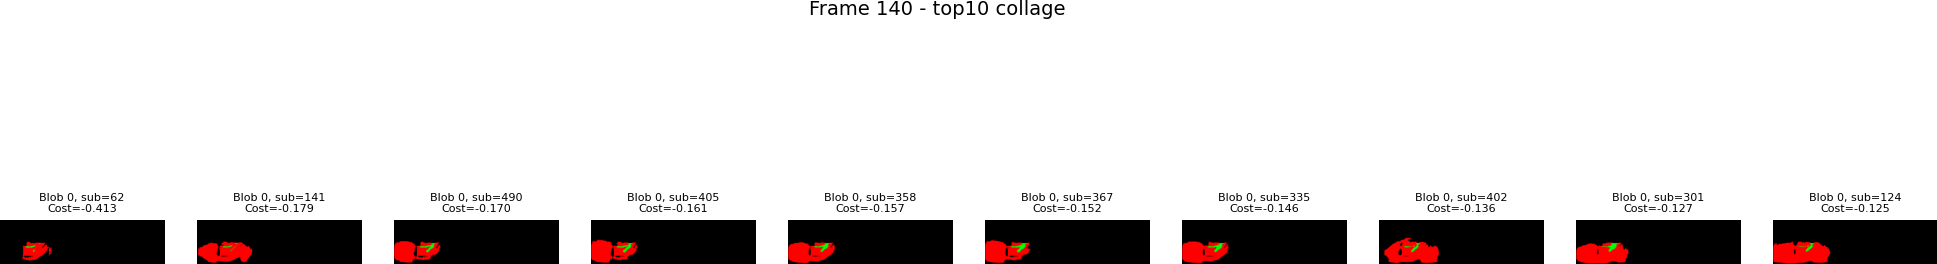 Frame 140 - top10 collage
Blob 0, sub=62
Cost=-0.413
Blob 0, sub=141
Cost=-0.179
Blob 0, sub=490
Cost=-0.170
Blob 0, sub=405
Cost=-0.161
Blob 0, sub=358
Cost=-0.157
Blob 0, sub=367
Cost=-0.152
Blob 0, sub=335
Cost=-0.146
Blob 0, sub=402
Cost=-0.136
Blob 0, sub=301
Cost=-0.127
Blob 0, sub=124
Cost=-0.125